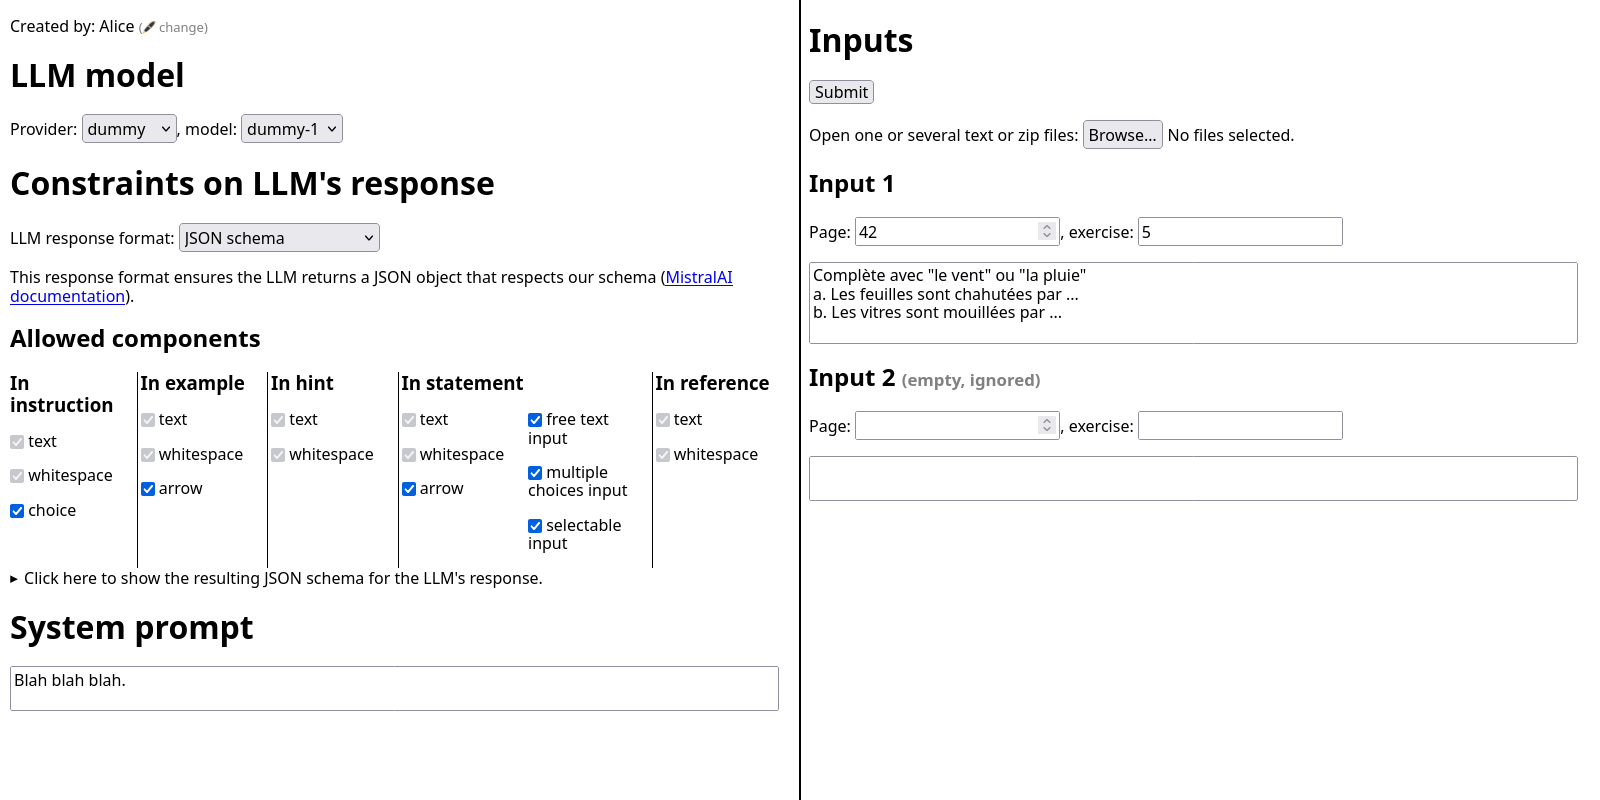 Created by: Alice (🖋 change)
LLM model
Provider: dummy, model: dummy-1
Constraints on LLM's response
LLM response format: JSON schema
This response format ensures the LLM returns a JSON object that respects our schema (MistralAI
documentation).
Allowed components
In
instruction
text
whitespace
choice
In example
text
whitespace
arrow
In hint
text
whitespace
In statement
text
whitespace
arrow
free text
input
multiple
choices input
selectable
input
In reference
text
whitespace
▸ Click here to show the resulting JSON schema for the LLM's response.
System prompt
Blah blah blah.
Inputs
Submit
Open one or several text or zip files: Browse... No files selected.
Input 1
Page: 42, exercise: 5
Complète avec "le vent" ou "la pluie"
a. Les feuilles sont chahutées par ...
b. Les vitres sont mouillées par ...
Input 2 (empty, ignored)
Page: , exercise: